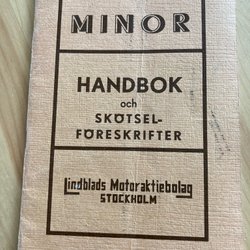 MINOR
HANDBOK
och
SKÖTSEL-
FÖRESKRIFTER
Lindblads Motoraktiebolag
STOCKHOLM